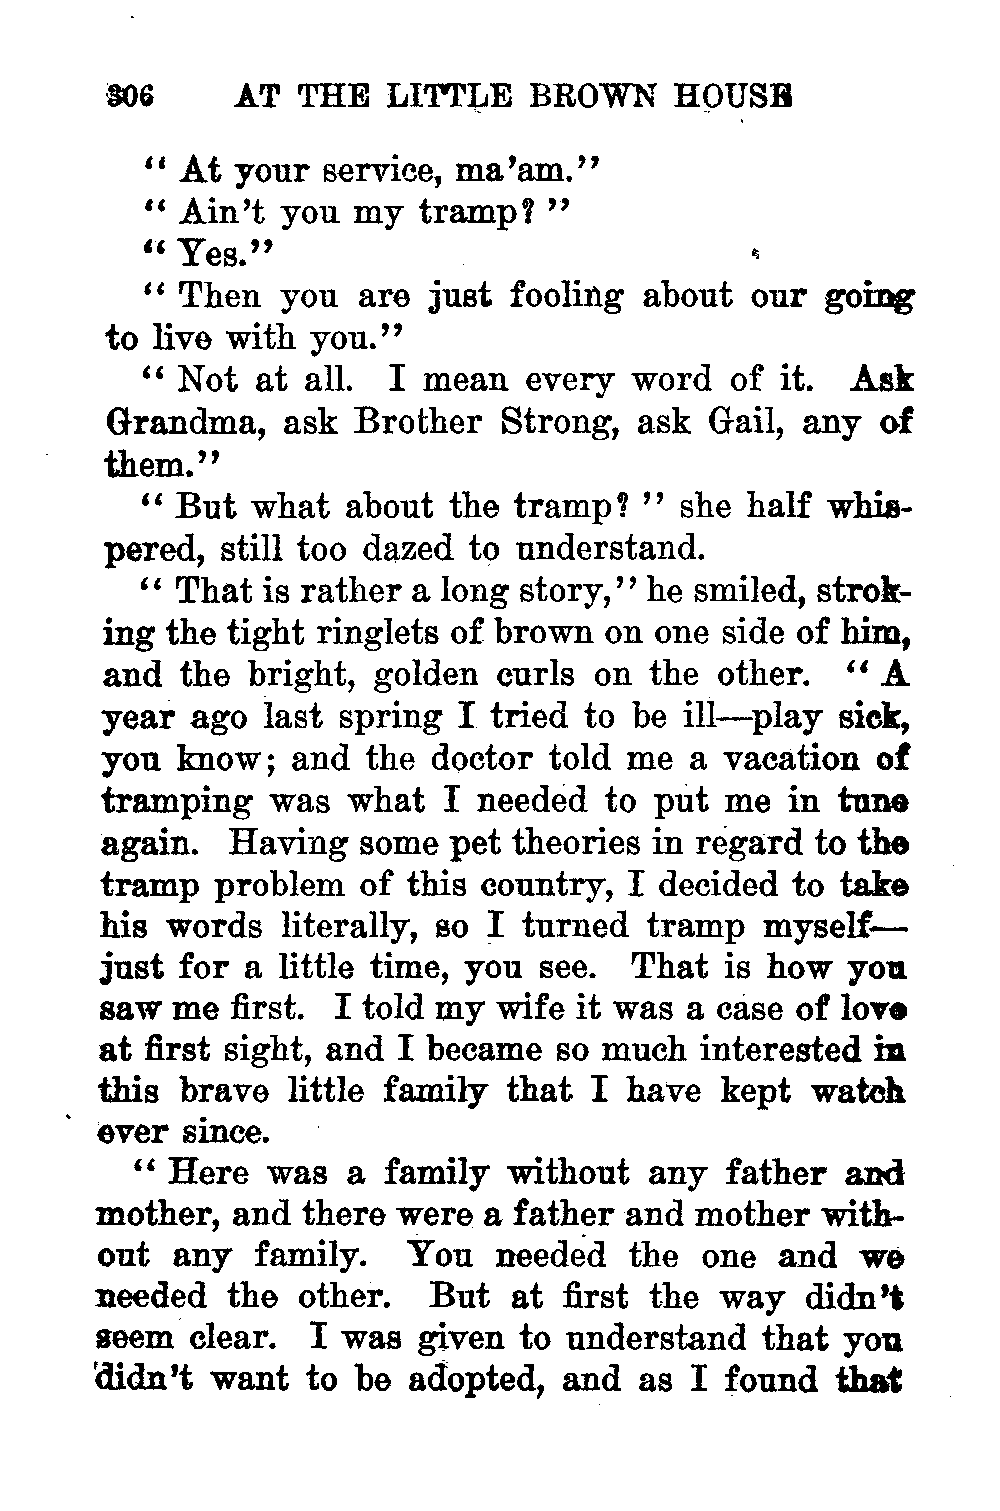 306 AT THE LITTLE BROWN HOUSE
“ At your service, ma’am.”
“ Ain’t you my tramp? ”
“ Yes.”
“ Then you are just fooling about our going
to live with you.”
“ Not at all. I mean every word of it. Ask
Grandma, ask Brother Strong, ask Gail, any of
them.”
“ But what about the tramp? ” she half whis-
pered, still too dazed to understand.
“ That is rather a long story,” he smiled, strok-
ing the tight ringlets of brown on one side of him,
and the bright, golden curls on the other. “ A
year ago last spring I tried to be ill—play sick,
you know; and the doctor told me a vacation of
tramping was what I needed to put me in tune
again. Having some pet theories in regard to the
tramp problem of this country, I decided to take
his words literally, so I turned tramp myself—
just for a little time, you see. That is how you
saw me first. I told my wife it was a case of love
at first sight, and I became so much interested in
this brave little family that I have kept watch
ever since.
“ Here was a family without any father and
mother, and there were a father and mother with-
out any family. You needed the one and we
needed the other. But at first the way didn’t
seem clear. I was given to understand that you
didn’t want to be adopted, and as I found that